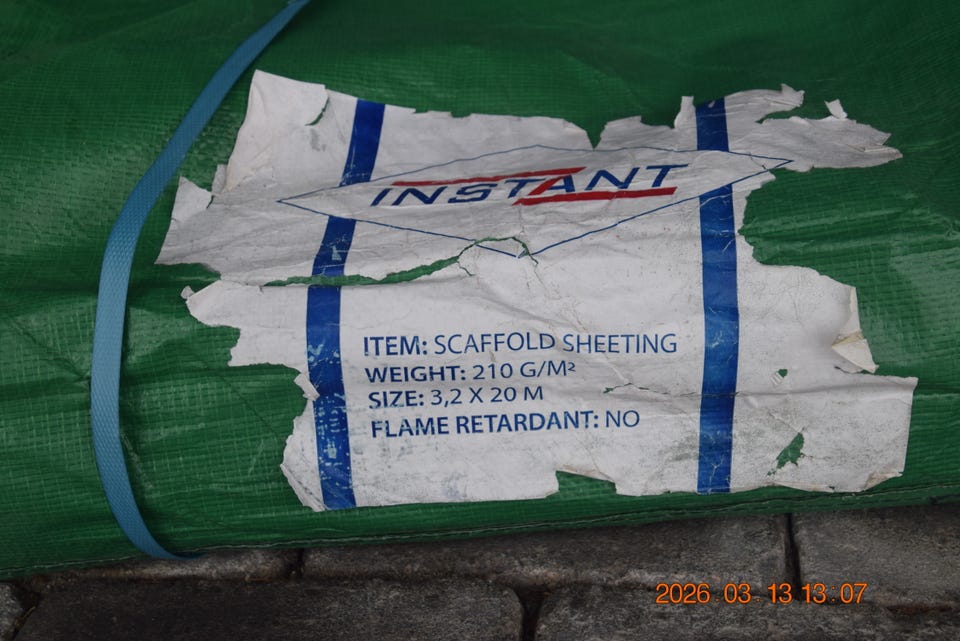 INSTANT
ITEM: SCAFFOLD SHEETING
WEIGHT: 210 G/M²
SIZE: 3,2 X 20 M
FLAME RETARDANT: NO
2026 03 13 13:07